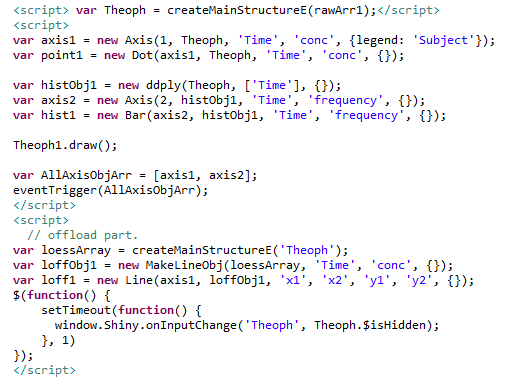 <script> var Theoph = createMainStructureE(rawArr1);</script>
<script>
var axis1 = new Axis(1, Theoph, 'Time', 'conc', {legend: 'Subject'});
var point1 = new Dot(axis1, Theoph, 'Time', 'conc', {});

var histObj1 = new ddply(Theoph, ['Time'], {});
var axis2 = new Axis(2, histObj1, 'Time', 'frequency', {});
var hist1 = new Bar(axis2, histObj1, 'Time', 'frequency', {});

Theoph1.draw();

var AllAxisObjArr = [axis1, axis2];
eventTrigger(AllAxisObjArr);
</script>
<script>
  // offload part.
var loessArray = createMainStructureE('Theoph');
var loffObj1 = new MakeLineObj(loessArray, 'Time', 'conc', {});
var loff1 = new Line(axis1, loffObj1, 'x1', 'x2', 'y1', 'y2', {});
$(function() {
    setTimeout(function() {
      window.Shiny.onInputChange('Theoph', Theoph.$isHidden);
    }, 1)
});
</script>